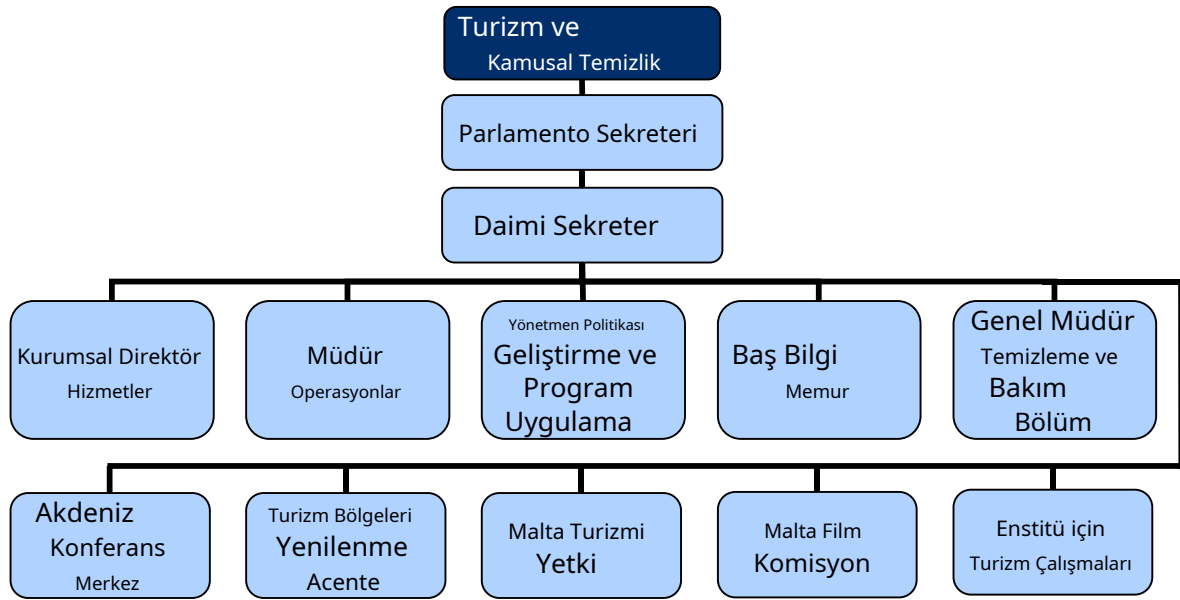 Turizm ve
Kamusal Temizlik
Parlamento Sekreteri
Daimi Sekreter
Kurumsal Direktör
Hizmetler
Müdür
Operasyonlar
Yönetmen Politikası
Geliştirme ve
Program
Uygulama
Baş Bilgi
Memur
Genel Müdür
Temizleme ve
Bakım
Bölüm
Akdeniz
Konferans
Merkez
Turizm Bölgeleri
Yenilenme
Acente
Malta Turizmi
Yetki
Malta Film
Komisyon
Enstitü için
Turizm Çalışmaları